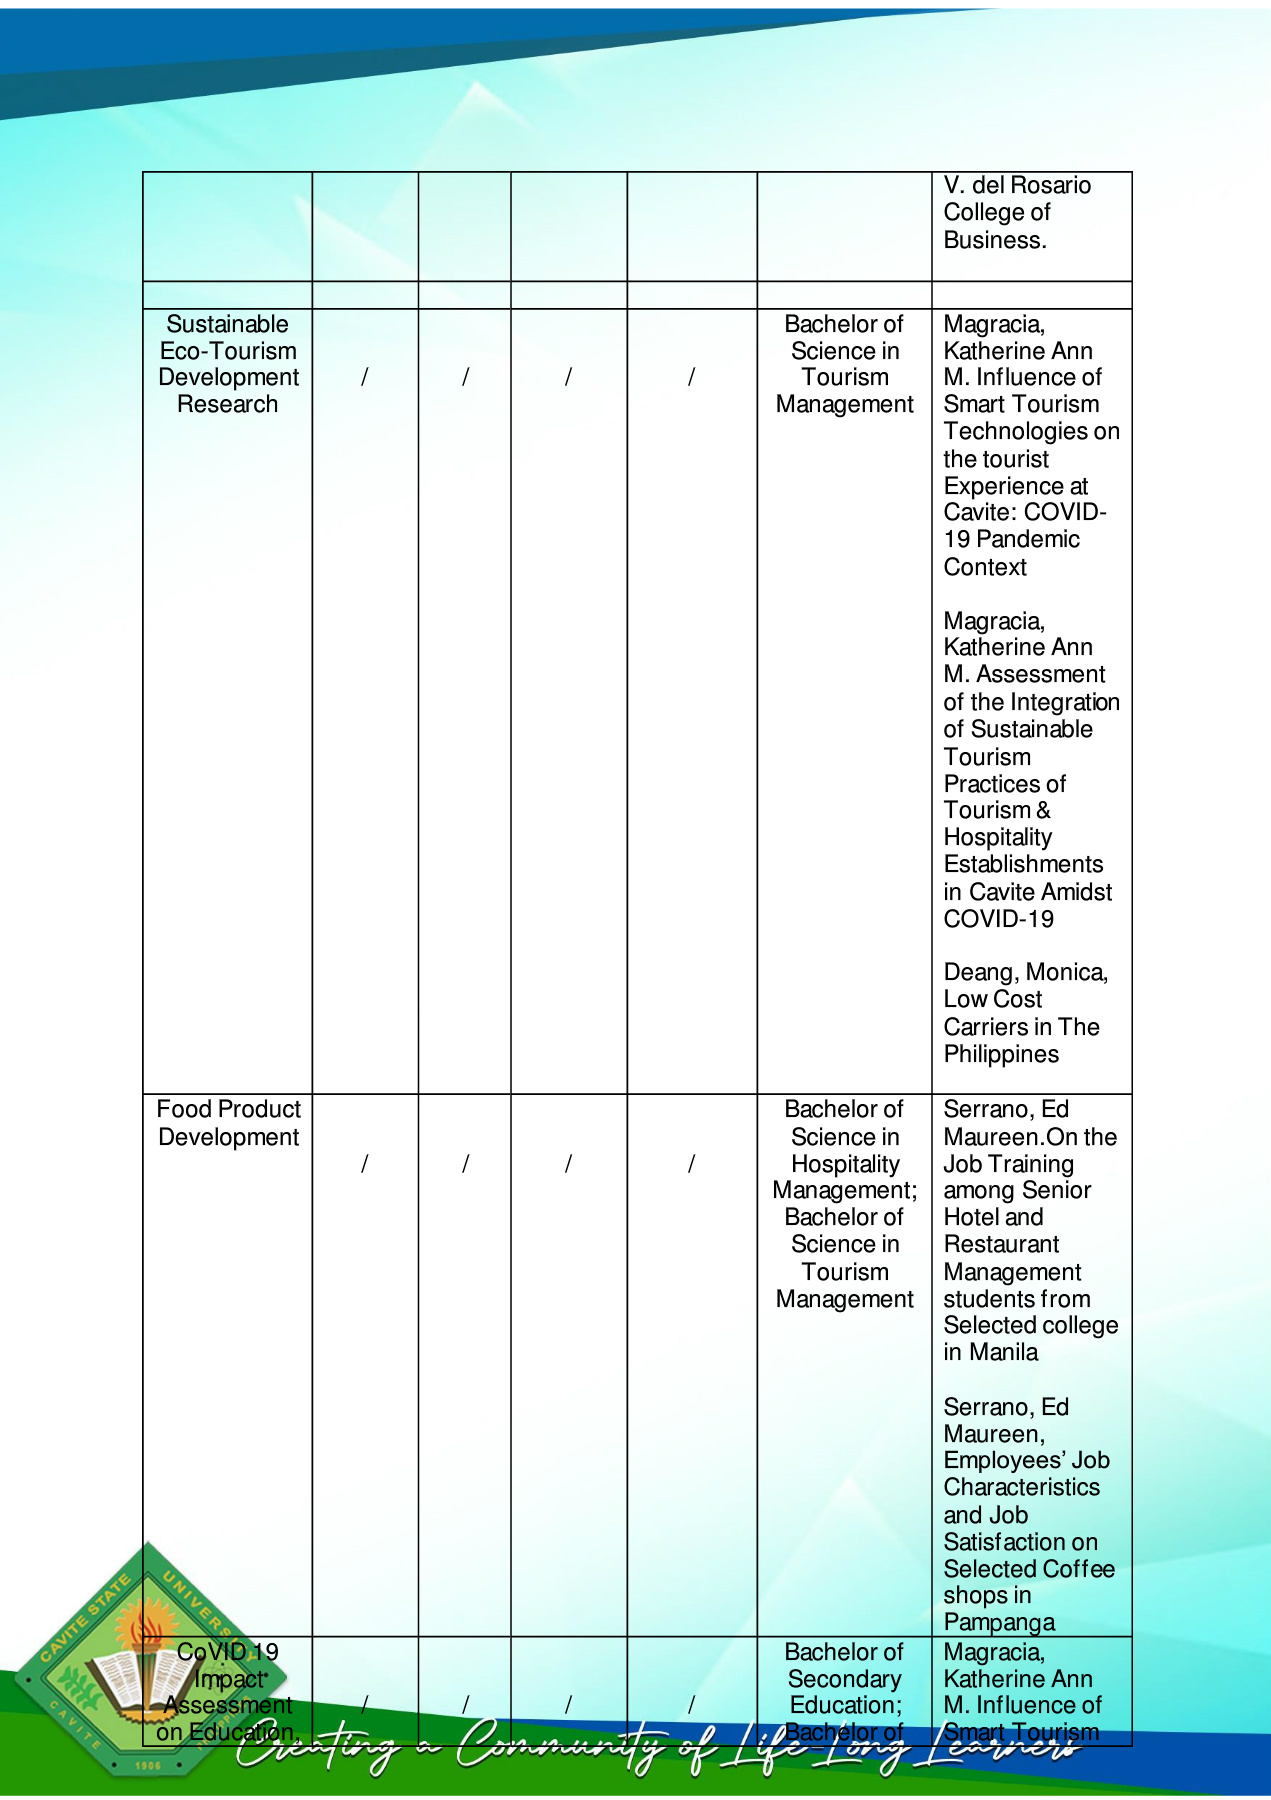 V. del Rosario
College of
Business.
Sustainable
Eco-Tourism
Development
Research
/ / / /
Bachelor of
Science in
Tourism
Management
Magracia,
Katherine Ann
M. Influence of
Smart Tourism
Technologies on
the tourist
Experience at
Cavite: COVID-
19 Pandemic
Context
Magracia,
Katherine Ann
M. Assessment
of the Integration
of Sustainable
Tourism
Practices of
Tourism &
Hospitality
Establishments
in Cavite Amidst
COVID-19
Deang, Monica,
Low Cost
Carriers in The
Philippines
Food Product
Development
/ / / /
Bachelor of
Science in
Hospitality
Management;
Bachelor of
Science in
Tourism
Management
Serrano, Ed
Maureen.On the
Job Training
among Senior
Hotel and
Restaurant
Management
students from
Selected college
in Manila
Serrano, Ed
Maureen,
Employees’ Job
Characteristics
and Job
Satisfaction on
Selected Coffee
shops in
Pampanga
CoVID 19
Impact
Assessment
on Education,
/ / / /
Bachelor of
Secondary
Education;
Bachelor of
Magracia,
Katherine Ann
M. Influence of
Smart Tourism
CAVITE STATE
CAVITE
1906
Creating a Community of Life-Long Learners